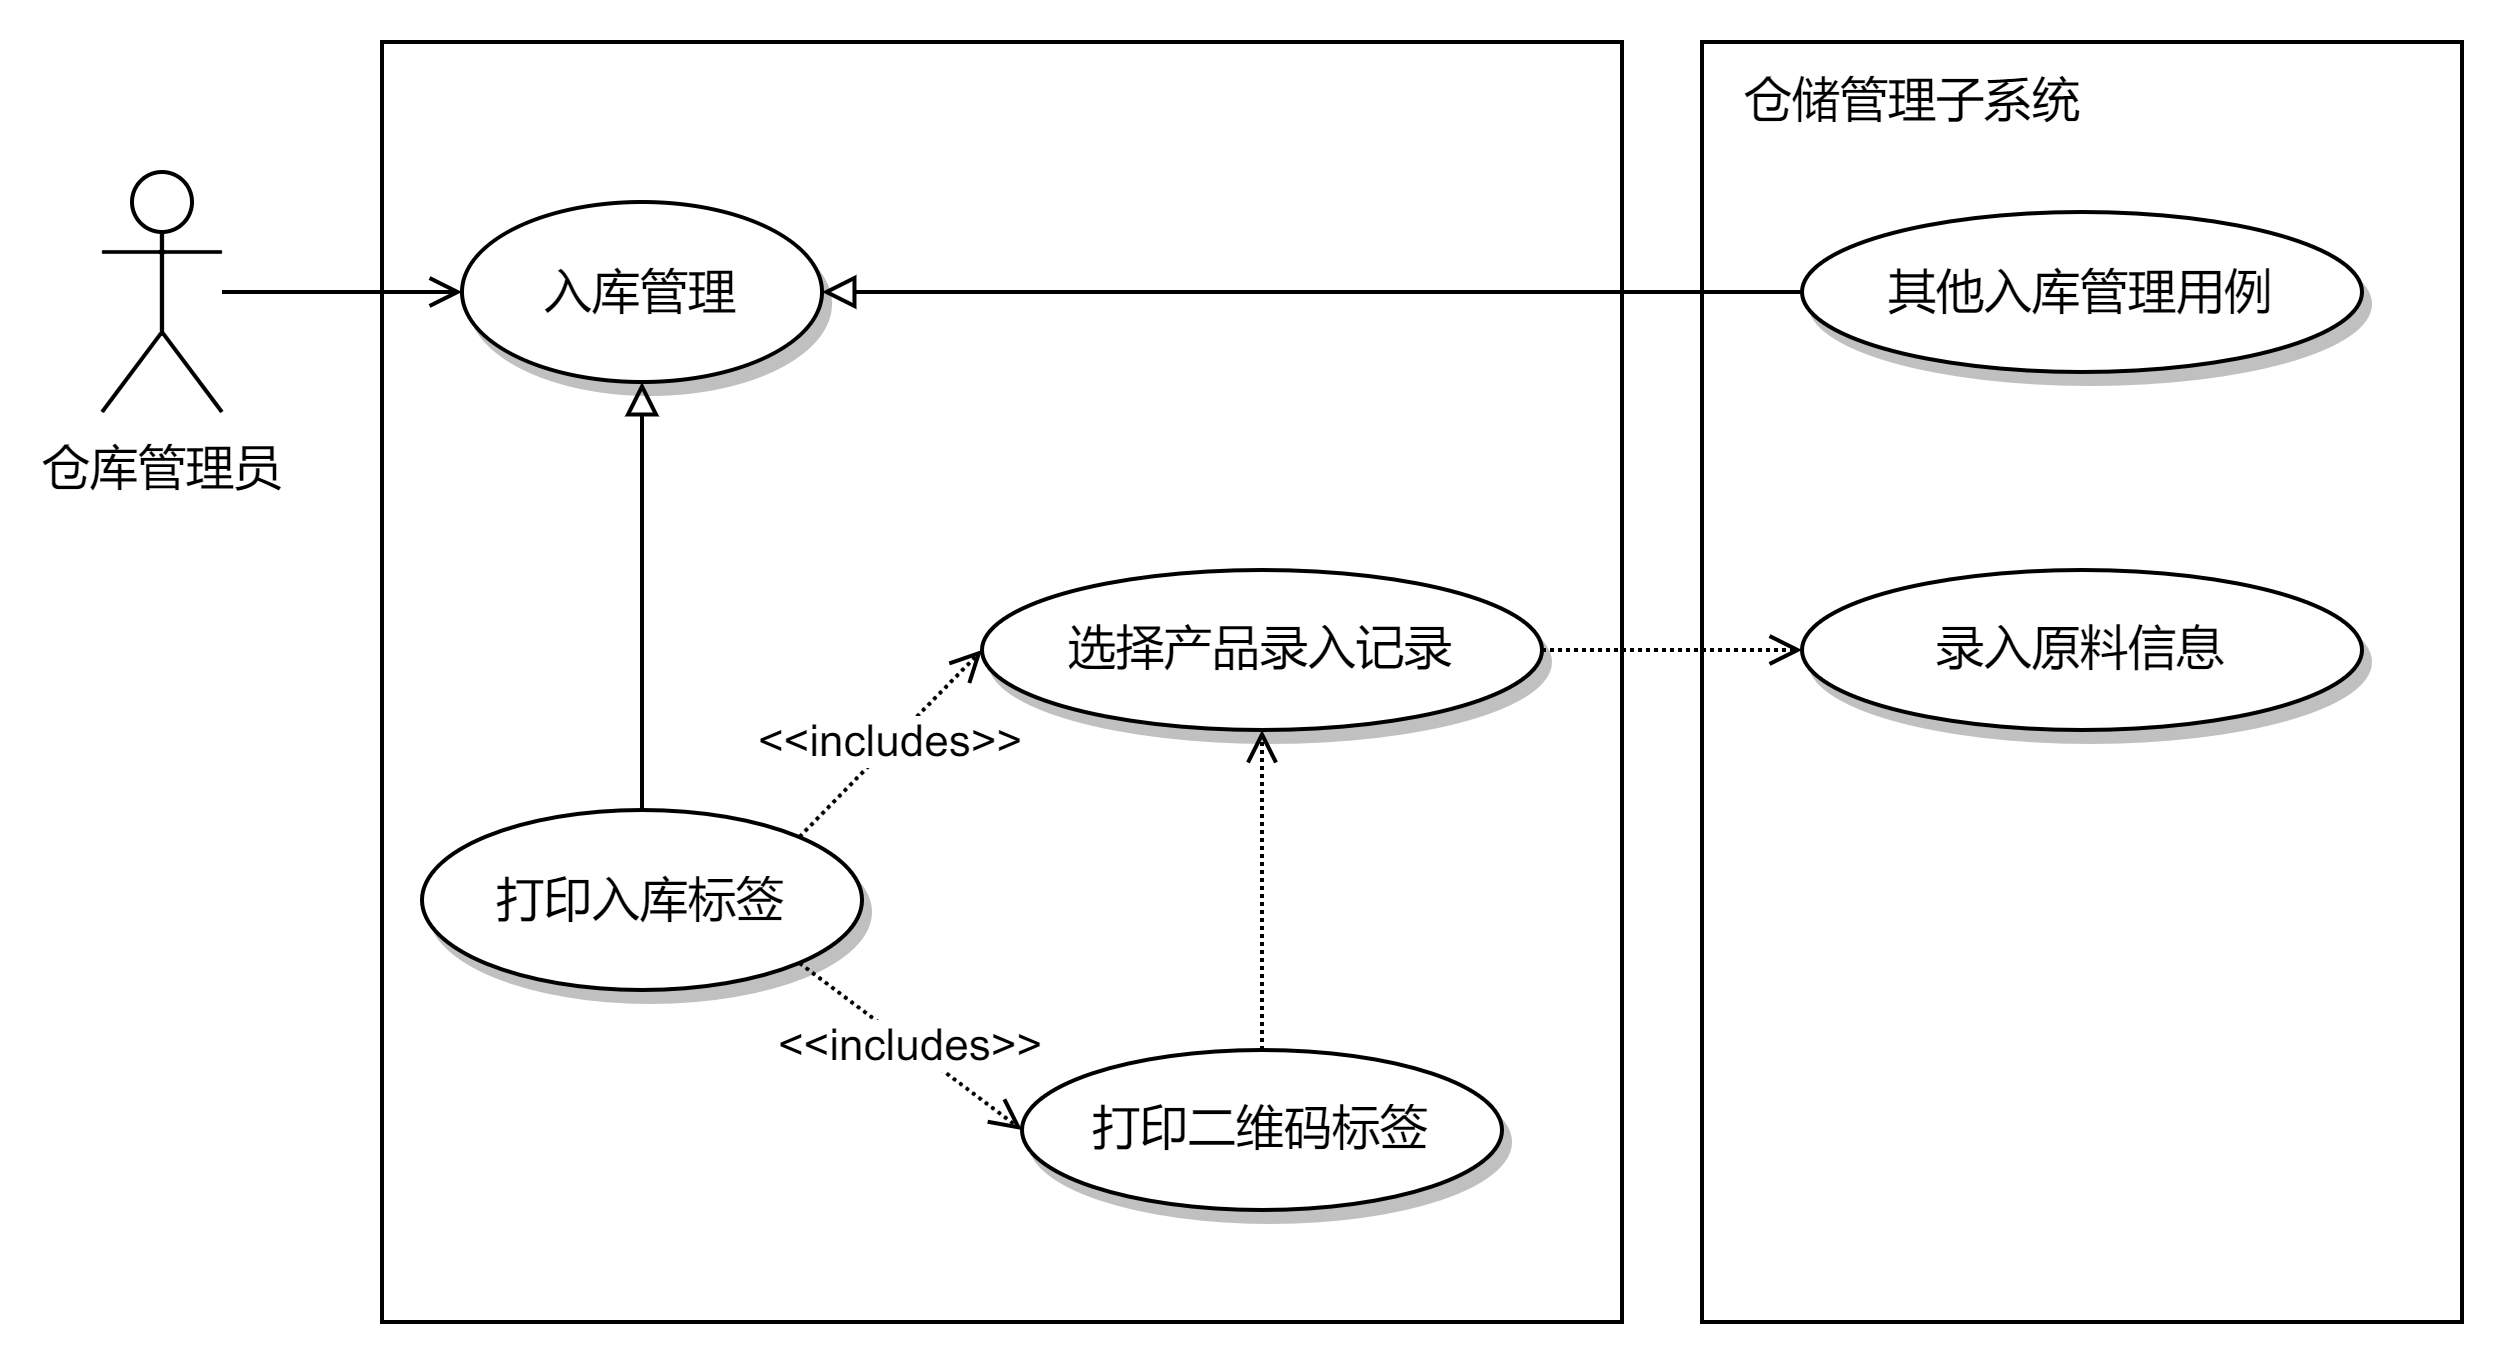 仓储管理子系统
入库管理
其他入库管理用例
仓库管理员
选择产品录入记录
录入原料信息
<<includes>>
打印入库标签
<<includes>>
打印二维码标签